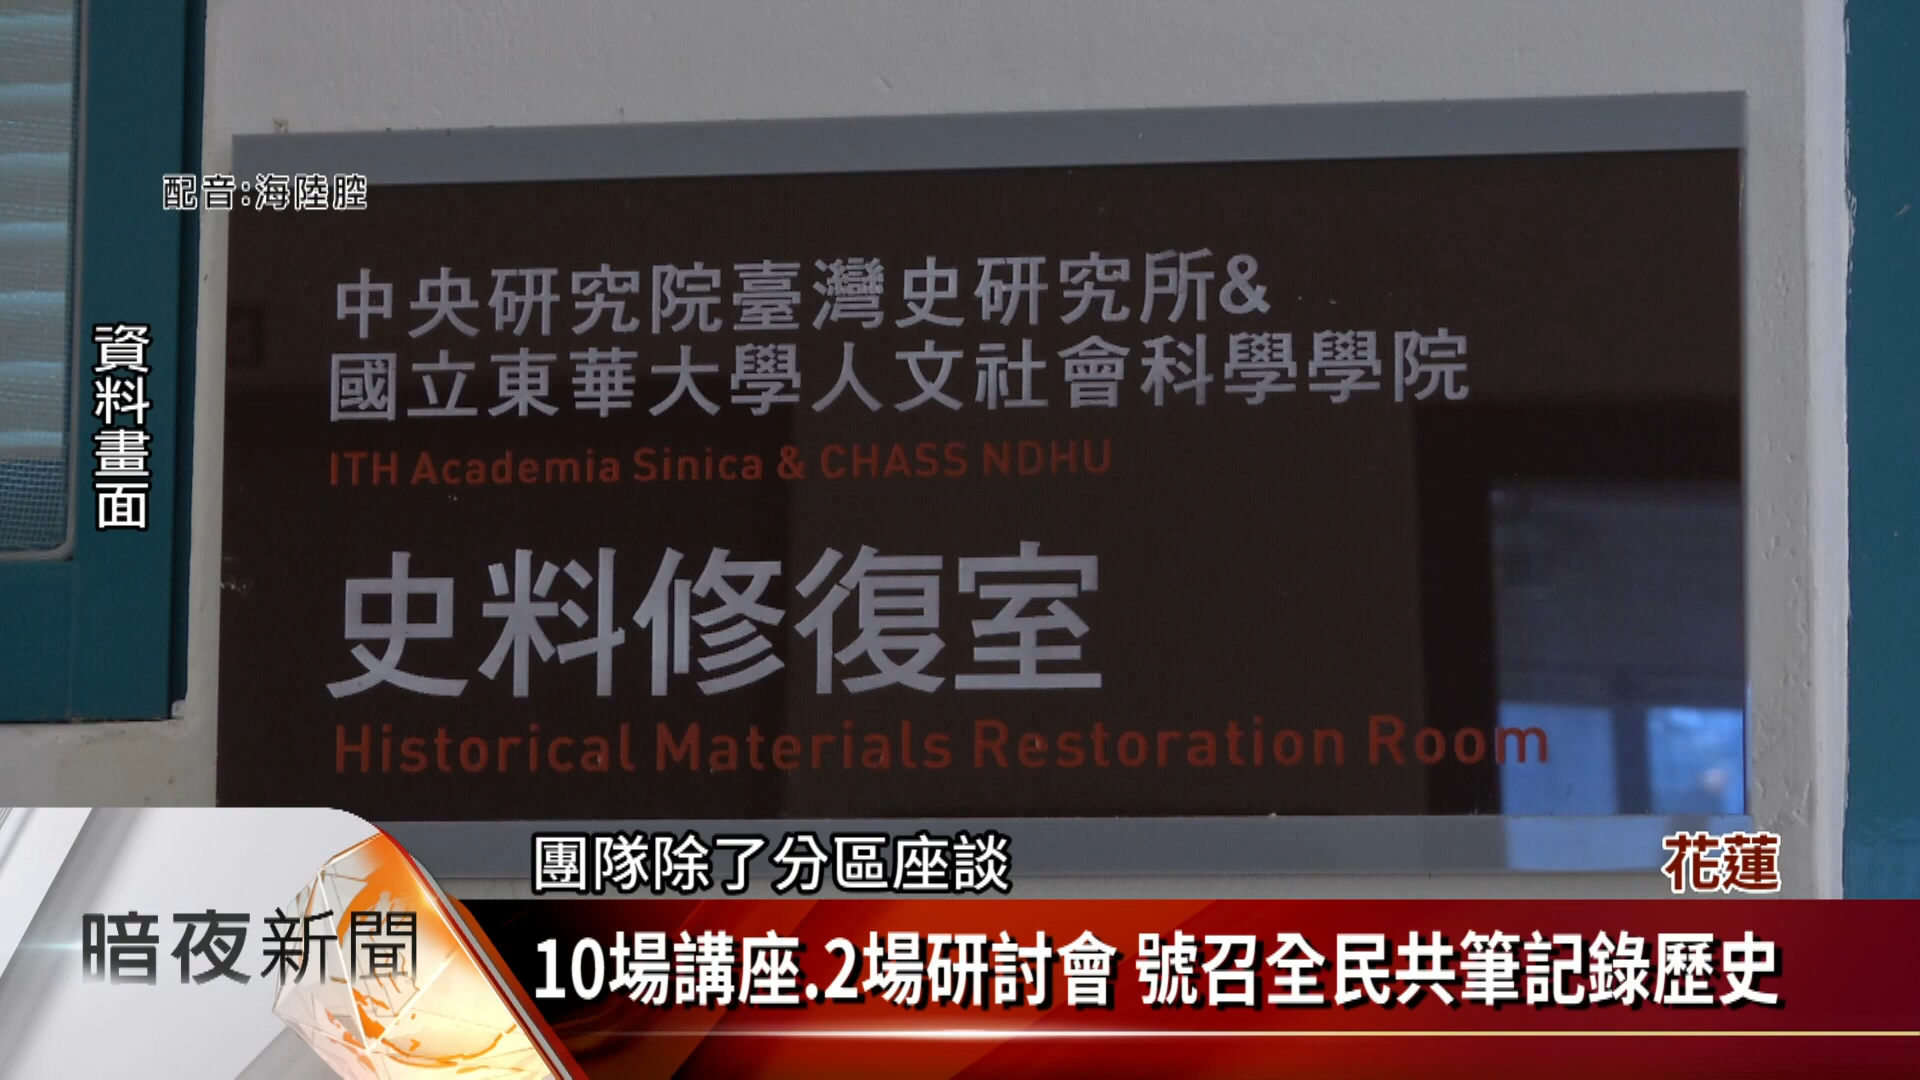 配音:海陸腔
資料畫面
中央研究院臺灣史研究所&
國立東華大學人文社會科學學院
ITH Academia Sinica & CHASS NDHU
史料修復室
Historical Materials Restoration Room
團隊除了分區座談
花蓮
暗夜新聞
10場講座.2場研討會 號召全民共筆記錄歷史